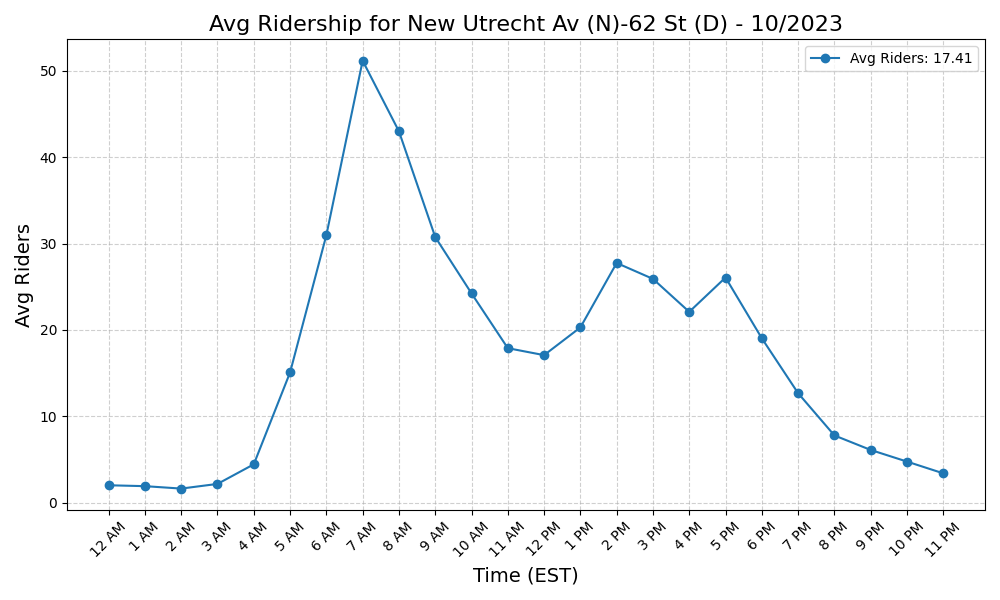 Avg Ridership for New Utrecht Av (N)-62 St (D) - 10/2023
Avg Riders: 17.41
Avg Riders
50
40
30
20
10
0
12 AM
1 AM
2 AM
3 AM
4 AM
5 AM
6 AM
7 AM
8 AM
9 AM
10 AM
11 AM
12 PM
1 PM
2 PM
3 PM
4 PM
5 PM
6 PM
7 PM
8 PM
9 PM
10 PM
11 PM
Time (EST)